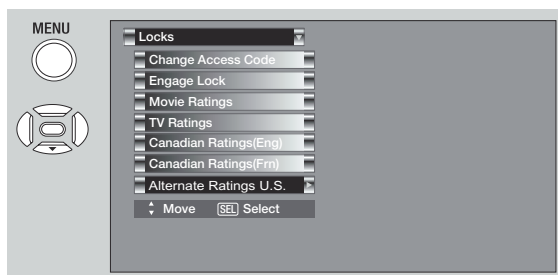 MENU
Locks
Change Access Code
Engage Lock
Movie Ratings
TV Ratings
Canadian Ratings(Eng)
Canadian Ratings(Frn)
Alternate Ratings U.S.
Move SEL Select